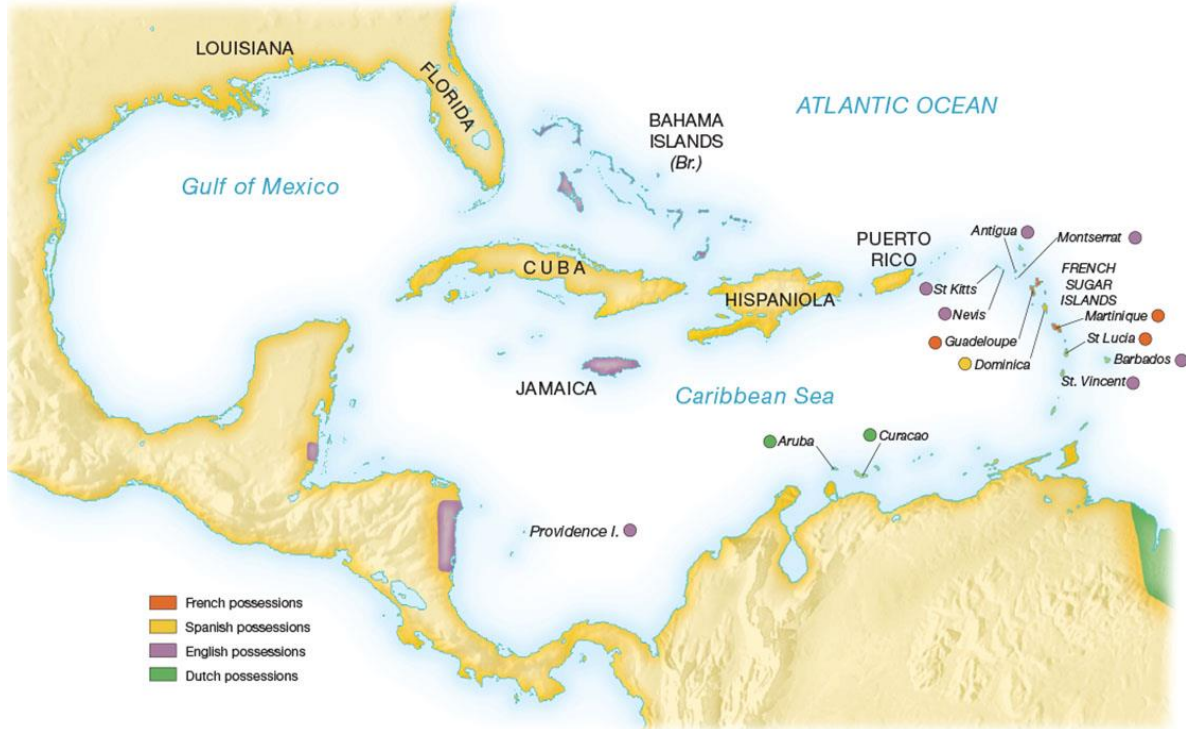 LOUISIANA
FLORIDA
ATLANTIC OCEAN
BAHAMA
ISLANDS
(Br.)
Gulf of Mexico
Antigua
Montserrat
PUERTO
RICO
CUBA
FRENCH
SUGAR
ISLANDS
St Kitts
HISPANIOLA
Nevis
Martinique
Guadeloupe
St Lucia
Dominica
Barbados
JAMAICA
St. Vincent
Caribbean Sea
Aruba
Curacao
Providence I.
French possessions
Spanish possessions
English possessions
Dutch possessions